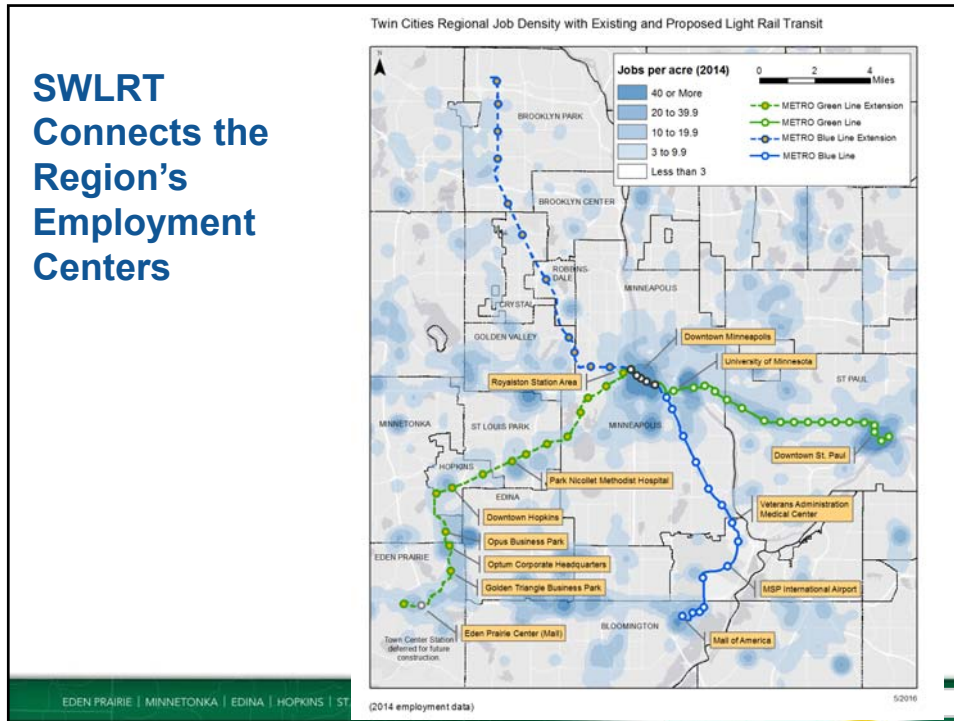 Twin Cities Regional Job Density with Existing and Proposed Light Rail Transit
SWLRT
Connects the
Region's
Employment
Centers
N
Jobs per acre (2014)
40 or More
20 to 39.9
10 to 19.9
3 to 9.9
Less than 3
0 2 4
Miles
METRO Green Line Extension
METRO Green Line
METRO Blue Line Extension
METRO Blue Line
BROOKLYN PARK
BROOKLYN CENTER
ROBBINS-
DALE
MINNEAPOLIS
CRYSTAL
GOLDEN VALLEY
Downtown Minneapolis
University of Minnesota
Royalston Station Area
ST PAUL
MINNETONKA
ST LOUIS PARK
MINNEAPOLIS
Downtown St. Paul
HOPKINS
Park Nicollet Methodist Hospital
EDINA
Downtown Hopkins
Veterans Administration
Medical Center
Opus Business Park
EDEN PRAIRIE
Optum Corporate Headquarters
Golden Triangle Business Park
MSP International Airport
Eden Prairie Center (Mall)
BLOOMINGTON
Mall of America
Town Center Station
deferred for future
construction.
EDEN PRAIRIE | MINNETONKA | EDINA | HOPKINS | ST.
(2014 employment data)
5/2016